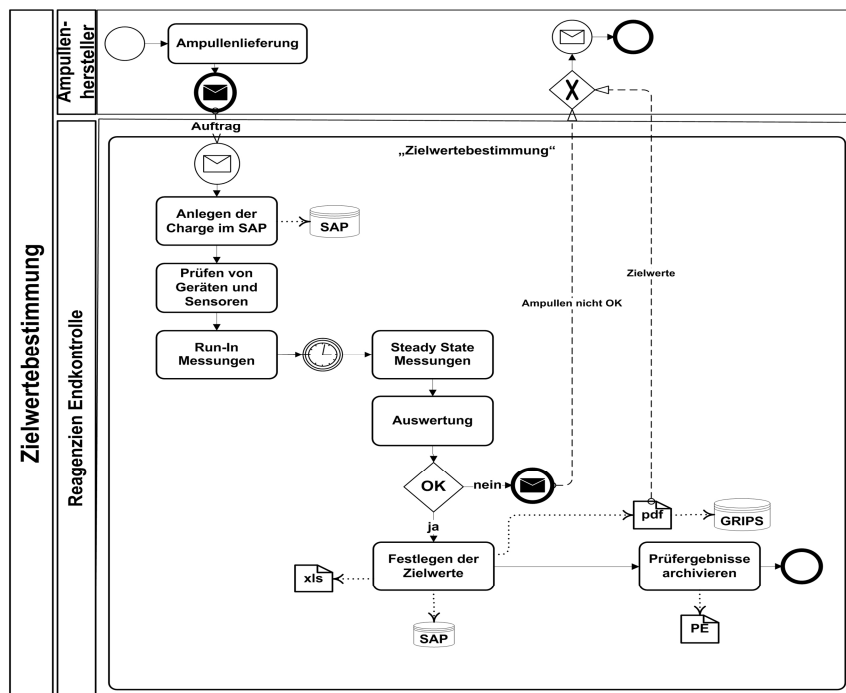 Zielwertebestimmung
Ampullen-
hersteller
Ampullenlieferung
X
Auftrag
Reagenzien Endkontrolle
„Zielwertebestimmung“
Anlegen der
Charge im SAP
SAP
Prüfen von
Geräten und
Sensoren
Zielwerte
Ampullen nicht OK
Run-In
Messungen
Steady State
Messungen
Auswertung
OK
nein
ja
pdf
GRIPS
Festlegen der
Zielwerte
xls
Prüfergebnisse
archivieren
SAP
PE